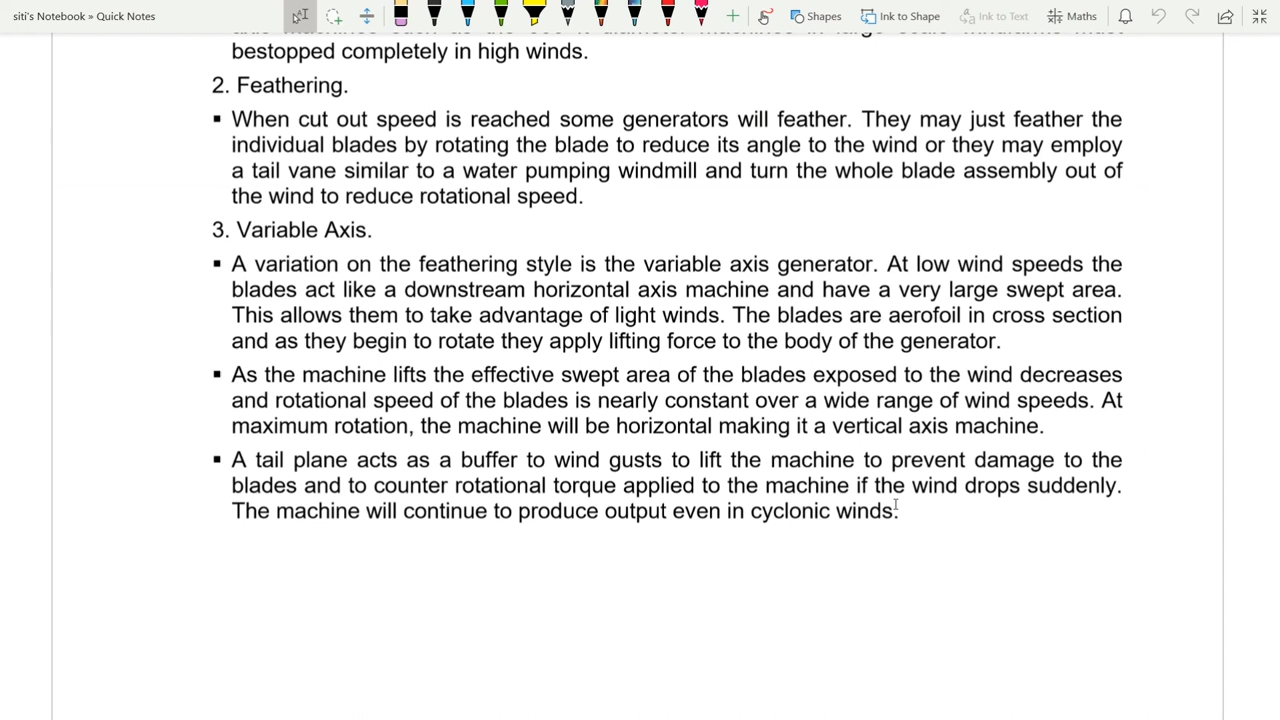 siti's Notebook » Quick Notes
Shapes
Ink to Shape
Ink to Text
Maths
bestopped completely in high winds.
2. Feathering.
▪ When cut out speed is reached some generators will feather. They may just feather the
individual blades by rotating the blade to reduce its angle to the wind or they may employ
a tail vane similar to a water pumping windmill and turn the whole blade assembly out of
the wind to reduce rotational speed.
3. Variable Axis.
▪ A variation on the feathering style is the variable axis generator. At low wind speeds the
blades act like a downstream horizontal axis machine and have a very large swept area.
This allows them to take advantage of light winds. The blades are aerofoil in cross section
and as they begin to rotate they apply lifting force to the body of the generator.
▪ As the machine lifts the effective swept area of the blades exposed to the wind decreases
and rotational speed of the blades is nearly constant over a wide range of wind speeds. At
maximum rotation, the machine will be horizontal making it a vertical axis machine.
▪ A tail plane acts as a buffer to wind gusts to lift the machine to prevent damage to the
blades and to counter rotational torque applied to the machine if the wind drops suddenly.
The machine will continue to produce output even in cyclonic winds.